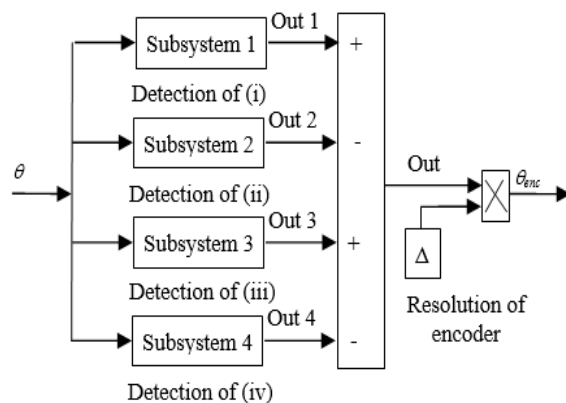 Out 1
Subsystem 1
+
Detection of (i)
Out 2
Subsystem 2
-
Detection of (ii)
θ
Out
θenc
Out 3
Subsystem 3
+
Δ
Detection of (iii)
Resolution of
encoder
Out 4
Subsystem 4
-
Detection of (iv)